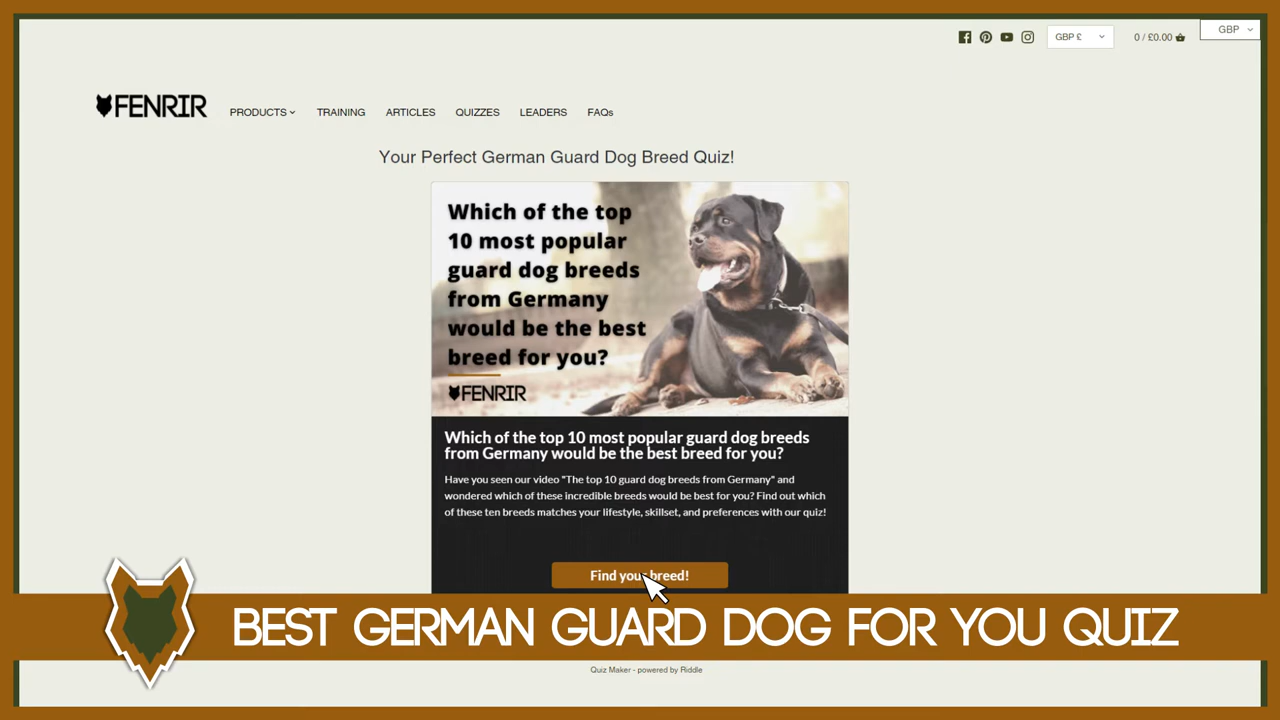 GBP £
0 / £0.00
GBP
FENRIR
PRODUCTS
TRAINING
ARTICLES
QUIZZES
LEADERS
FAQs
Your Perfect German Guard Dog Breed Quiz!
Which of the top
10 most popular
guard dog breeds
from Germany
would be the best
breed for you?
FENRIR
Which of the top 10 most popular guard dog breeds
from Germany would be the best breed for you?
Have you seen our video "The top 10 guard dog breeds from Germany" and
wondered which of these incredible breeds would be best for you? Find out which
of these ten breeds matches your lifestyle, skillset, and preferences with our quiz!
Find your breed!
BEST GERMAN GUARD DOG FOR YOU QUIZ
Quiz Maker - powered by Riddle